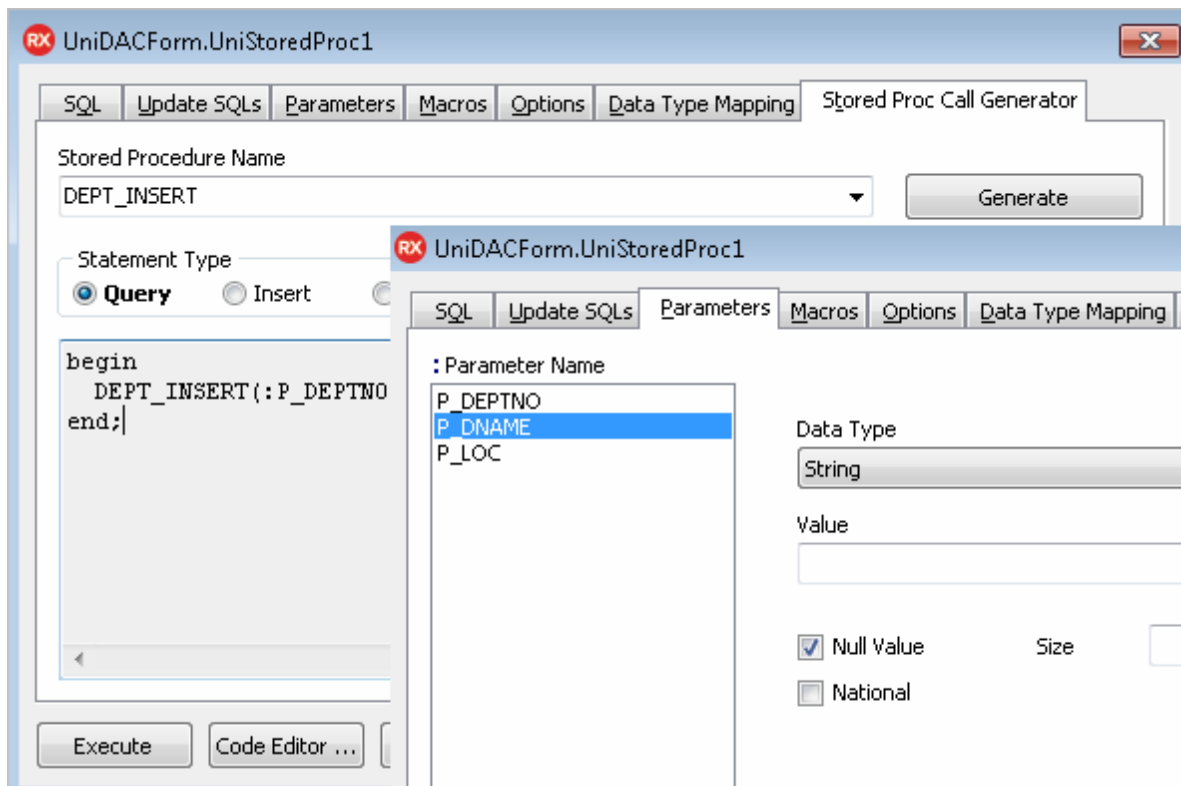 RX UniDACForm.UniStoredProc1
SQL Update SQLs Parameters Macros Options Data Type Mapping Stored Proc Call Generator
Stored Procedure Name
DEPT_INSERT Generate
Statement Type
Query Insert
begin
DEPT_INSERT(:P_DEPTNO
end;
Execute Code Editor ...
RX UniDACForm.UniStoredProc1
SQL Update SQLs Parameters Macros Options Data Type Mapping
: Parameter Name
P_DEPTNO
P_DNAME
P_LOC
Data Type
String
Value
Null Value Size
National